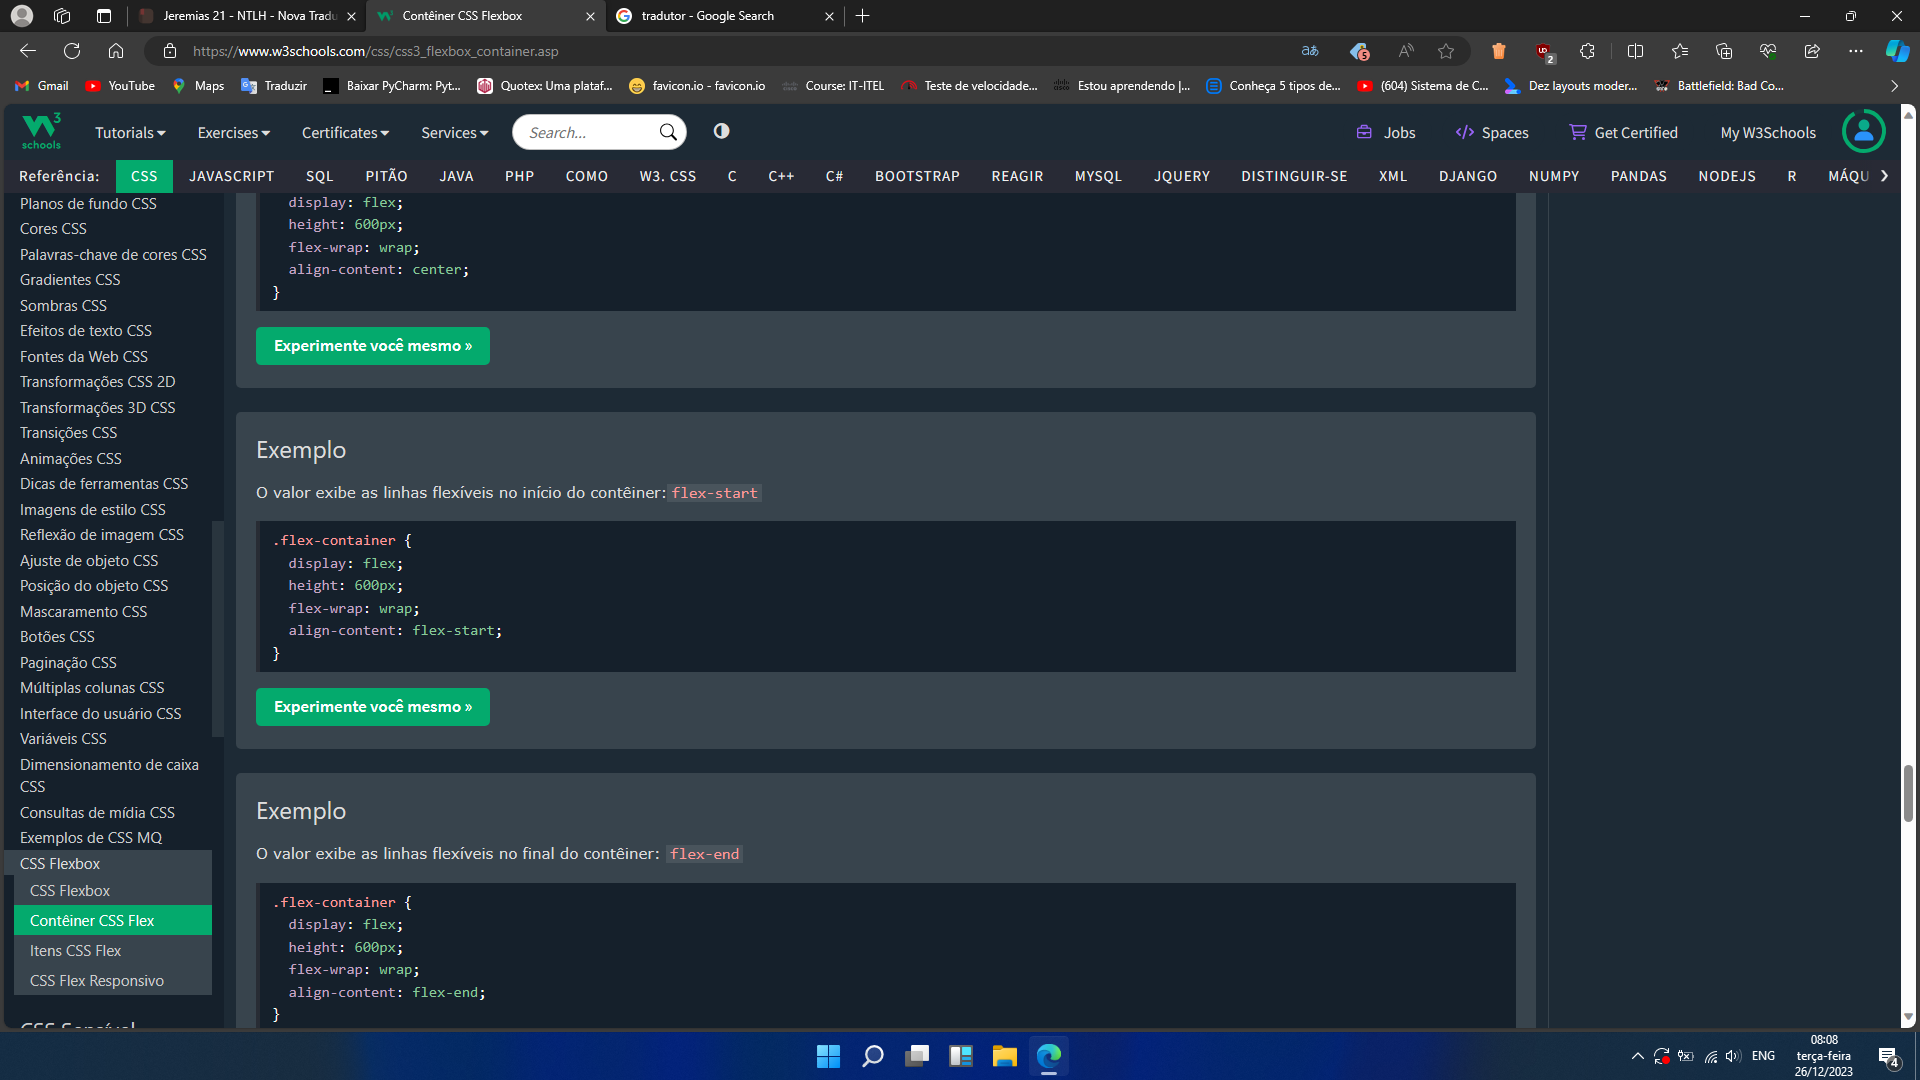 Jeremias 21 - NTLH - Nova Tradu
Contêiner CSS Flexbox
tradutor - Google Search
https://www.w3schools.com/css/css3_flexbox_container.asp
Gmail
YouTube
Maps
Traduzir
Baixar PyCharm: Pyt...
Quotex: Uma plataf...
favicon.io - favicon.io
Course: IT-ITEL
Teste de velocidade...
Estou aprendendo |...
Conheça 5 tipos de...
(604) Sistema de C...
Dez layouts moder...
Battlefield: Bad Co...
W3 schools
Tutorials
Exercises
Certificates
Services
Search...
Jobs
Spaces
Get Certified
My W3Schools
Referência:
CSS
JAVASCRIPT
SQL
PITÃO
JAVA
PHP
COMO
W3. CSS
C
C++
C#
BOOTSTRAP
REAGIR
MYSQL
JQUERY
DISTINGUIR-SE
XML
DJANGO
NUMPY
PANDAS
NODEJS
R
MÁQU
Planos de fundo CSS
Cores CSS
Palavras-chave de cores CSS
Gradientes CSS
Sombras CSS
Efeitos de texto CSS
Fontes da Web CSS
Transformações CSS 2D
Transformações 3D CSS
Transições CSS
Animações CSS
Dicas de ferramentas CSS
Imagens de estilo CSS
Reflexão de imagem CSS
Ajuste de objeto CSS
Posição do objeto CSS
Mascaramento CSS
Botões CSS
Paginação CSS
Múltiplas colunas CSS
Interface do usuário CSS
Variáveis CSS
Dimensionamento de caixa
CSS
Consultas de mídia CSS
Exemplos de CSS MQ
CSS Flexbox
CSS Flexbox
Contêiner CSS Flex
Itens CSS Flex
CSS Flex Responsivo
CSS Sensível
display: flex;
height: 600px;
flex-wrap: wrap;
align-content: center;
}
Experimente você mesmo »
Exemplo
O valor exibe as linhas flexíveis no início do contêiner: flex-start
.flex-container {
display: flex;
height: 600px;
flex-wrap: wrap;
align-content: flex-start;
}
Experimente você mesmo »
Exemplo
O valor exibe as linhas flexíveis no final do contêiner: flex-end
.flex-container {
display: flex;
height: 600px;
flex-wrap: wrap;
align-content: flex-end;
}
ENG
08:08
terça-feira
26/12/2023
4